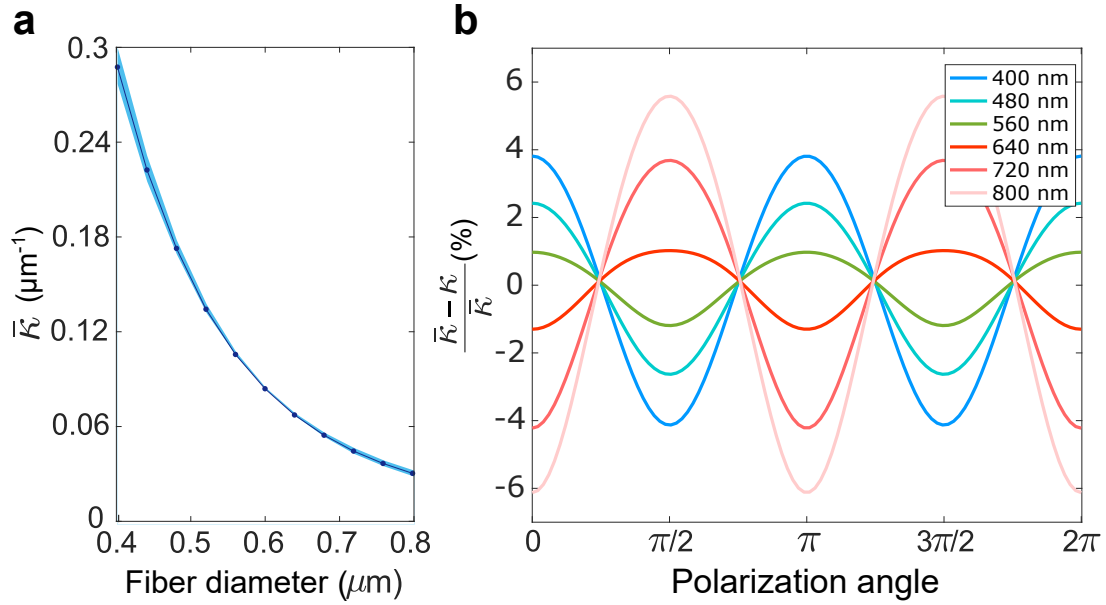 a
0.3
0.24
0.18
0.12
0.06
0
0.4 0.5 0.6 0.7 0.8
κ̄ (μm⁻¹)
Fiber diameter (μm)
b
6
4
2
0
-2
-4
-6
0 π/2 π 3π/2 2π
κ̄ − κ
κ̄
(%)
Polarization angle
400 nm
480 nm
560 nm
640 nm
720 nm
800 nm